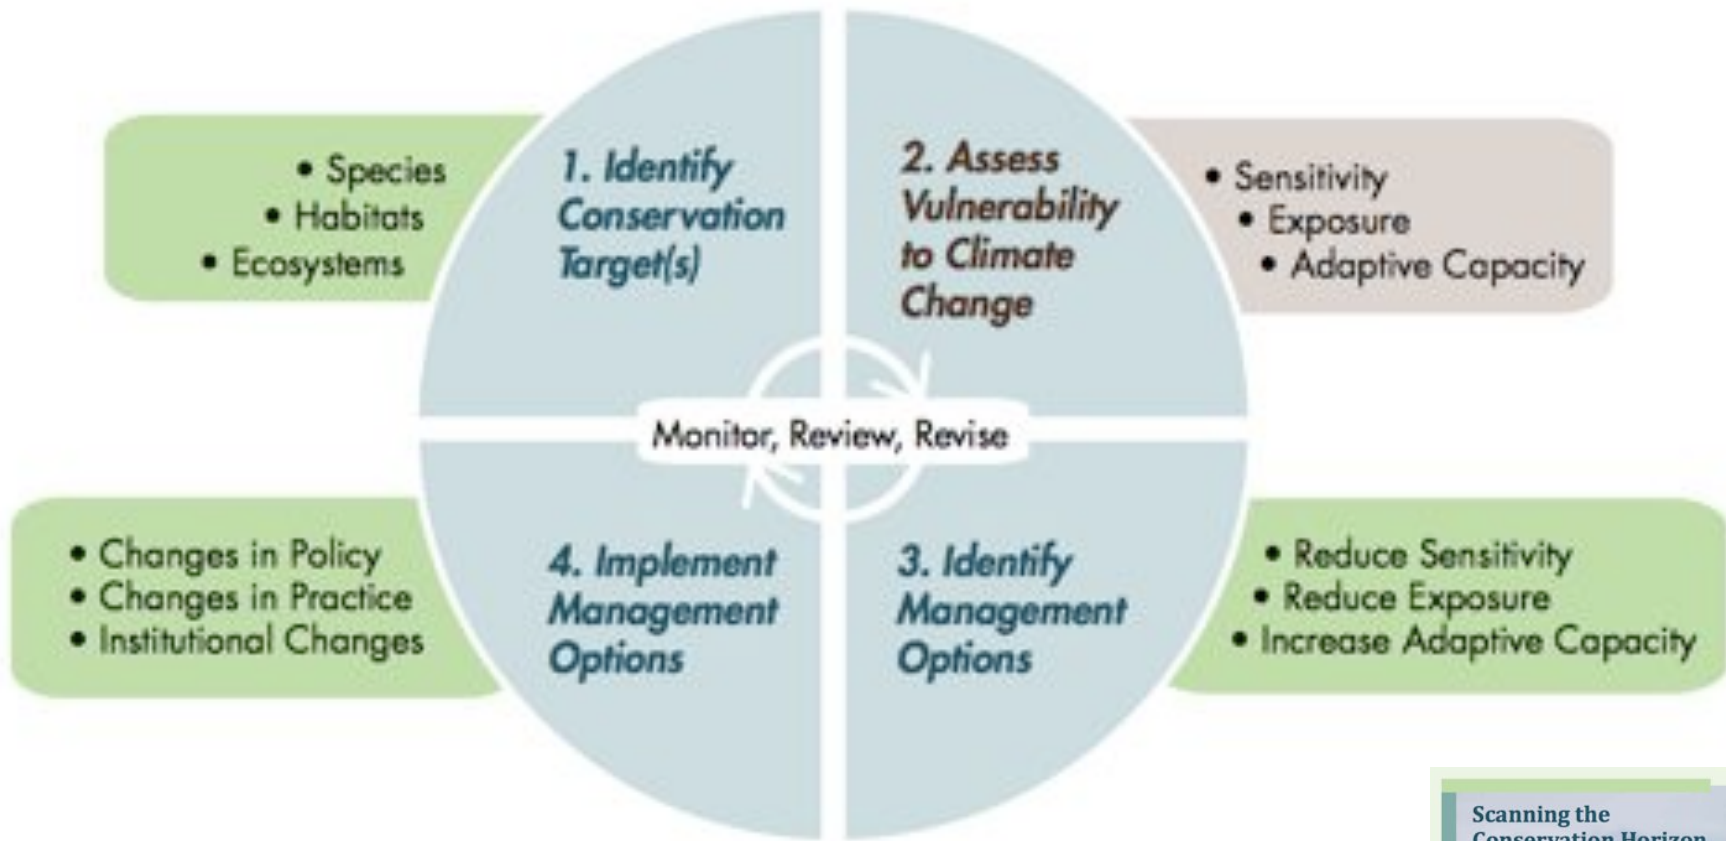 • Species
• Habitats
• Ecosystems
1. Identify
Conservation
Target(s)
2. Assess
Vulnerability
to Climate
Change
• Sensitivity
• Exposure
• Adaptive Capacity
Monitor, Review, Revise
• Changes in Policy
• Changes in Practice
• Institutional Changes
4. Implement
Management
Options
3. Identify
Management
Options
• Reduce Sensitivity
• Reduce Exposure
• Increase Adaptive Capacity
Scanning the
Conservation Horizon